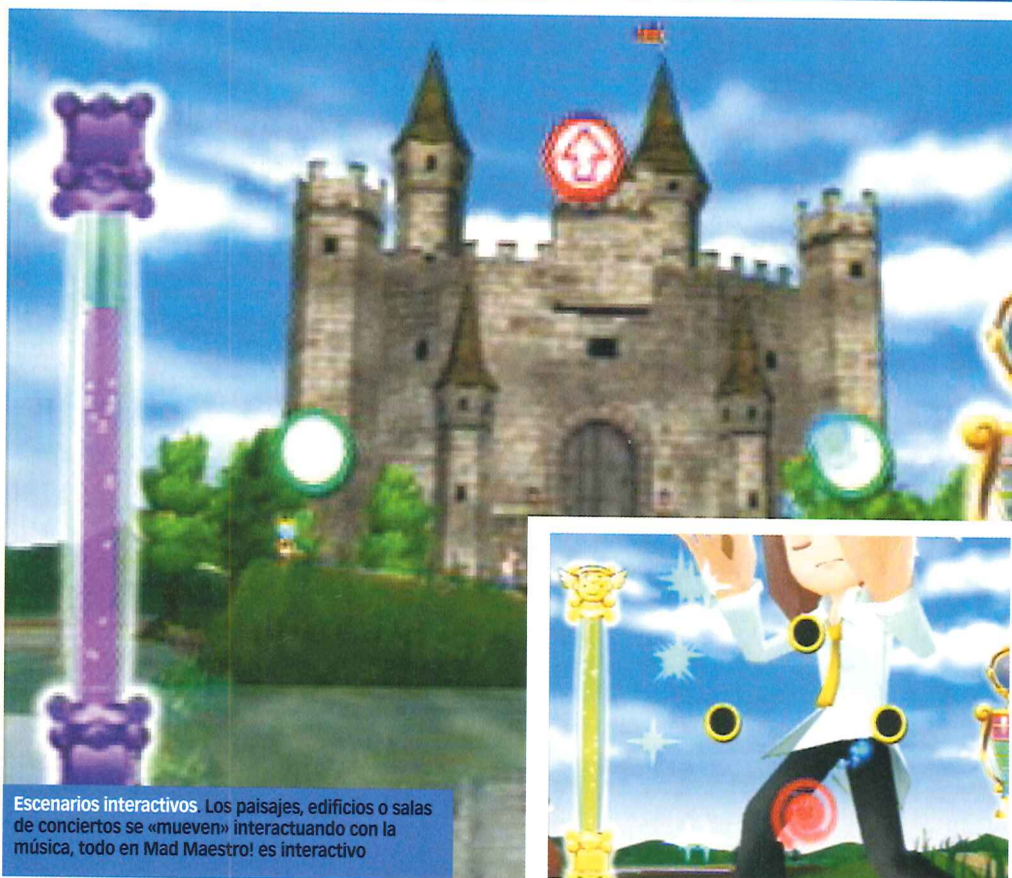 Escenarios interactivos. Los paisajes, edificios o salas
de conciertos se «mueven» interactuando con la
música, todo en Mad Maestro! es interactivo